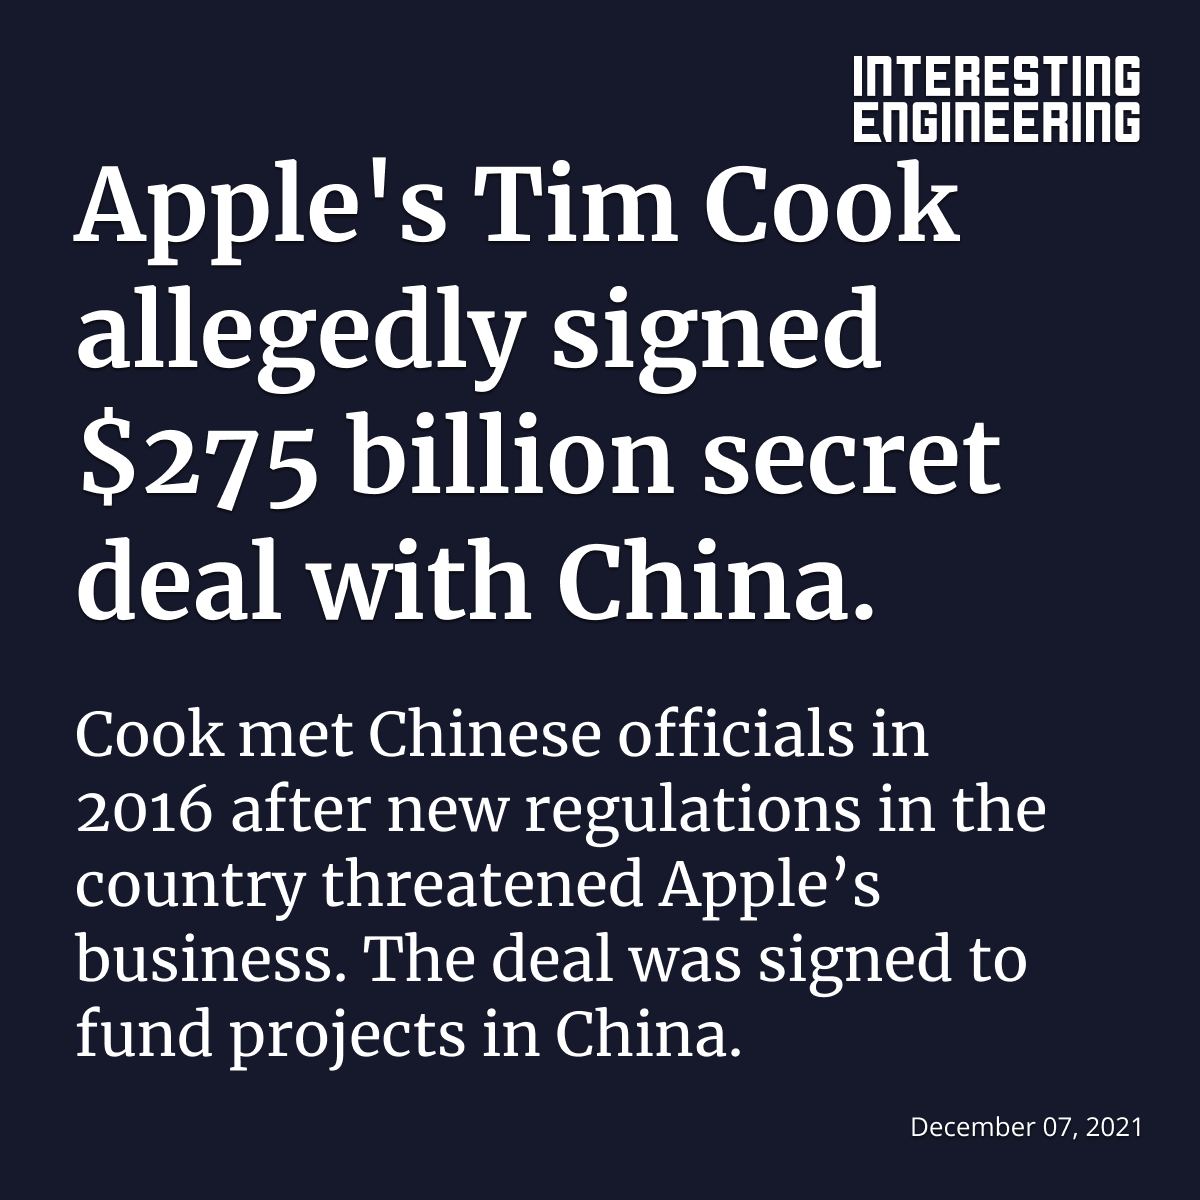 INTERESTING
ENGINEERING
Apple's Tim Cook
allegedly signed
$275 billion secret
deal with China.
Cook met Chinese officials in
2016 after new regulations in the
country threatened Apple’s
business. The deal was signed to
fund projects in China.
December 07, 2021